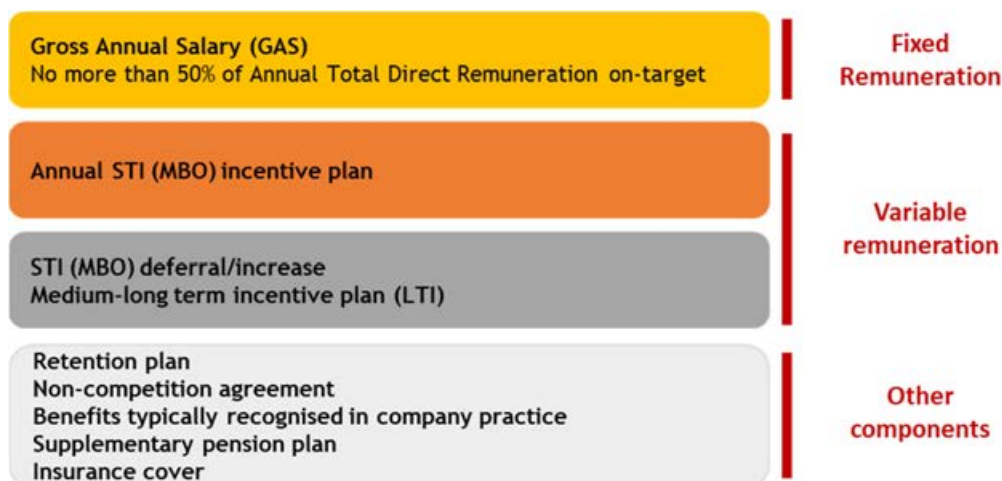 Gross Annual Salary (GAS)
No more than 50% of Annual Total Direct Remuneration on-target
Fixed
Remuneration
Annual STI (MBO) incentive plan
STI (MBO) deferral/increase
Medium-long term incentive plan (LTI)
Variable
remuneration
Retention plan
Non-competition agreement
Benefits typically recognised in company practice
Supplementary pension plan
Insurance cover
Other
components